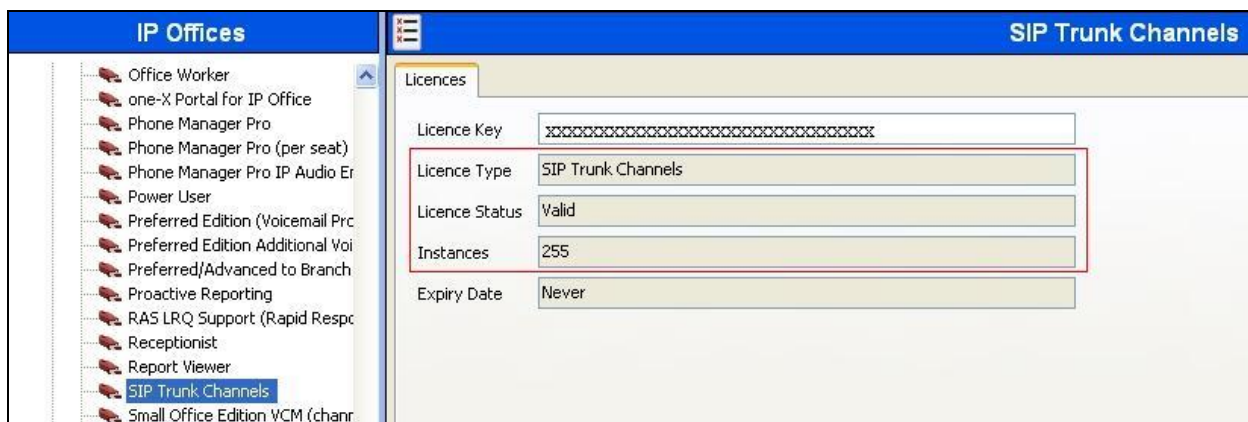 IP Offices
Office Worker
one-X Portal for IP Office
Phone Manager Pro
Phone Manager Pro (per seat)
Phone Manager Pro IP Audio Er
Power User
Preferred Edition (Voicemail Prc
Preferred Edition Additional Voi
Preferred/Advanced to Branch
Proactive Reporting
RAS LRQ Support (Rapid Respc
Receptionist
Report Viewer
SIP Trunk Channels
Small Office Edition VCM (chanr
SIP Trunk Channels
Licences
Licence Key xxxxxxxxxxxxxxxxxxxxxxxxxxxxxxxxx
Licence Type SIP Trunk Channels
Licence Status Valid
Instances 255
Expiry Date Never